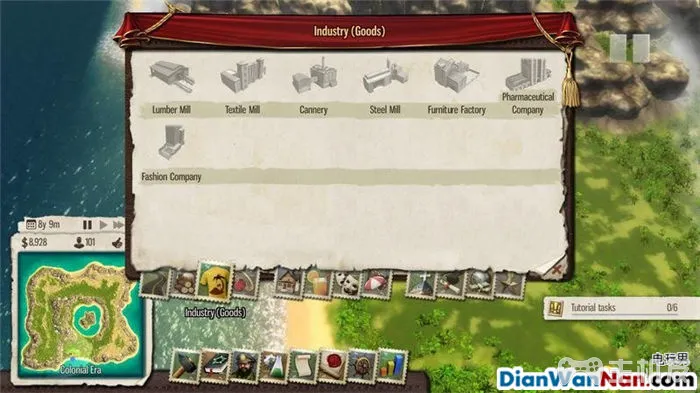 Industry (Goods)
Lumber Mill
Textile Mill
Cannery
Steel Mill
Furniture Factory
Pharmaceutical
Company
Fashion Company
8y 9m
$ 8,928
101
Industry (Goods)
Tutorial tasks 0/6
Colonial Era
电玩男
DianWanNan.com